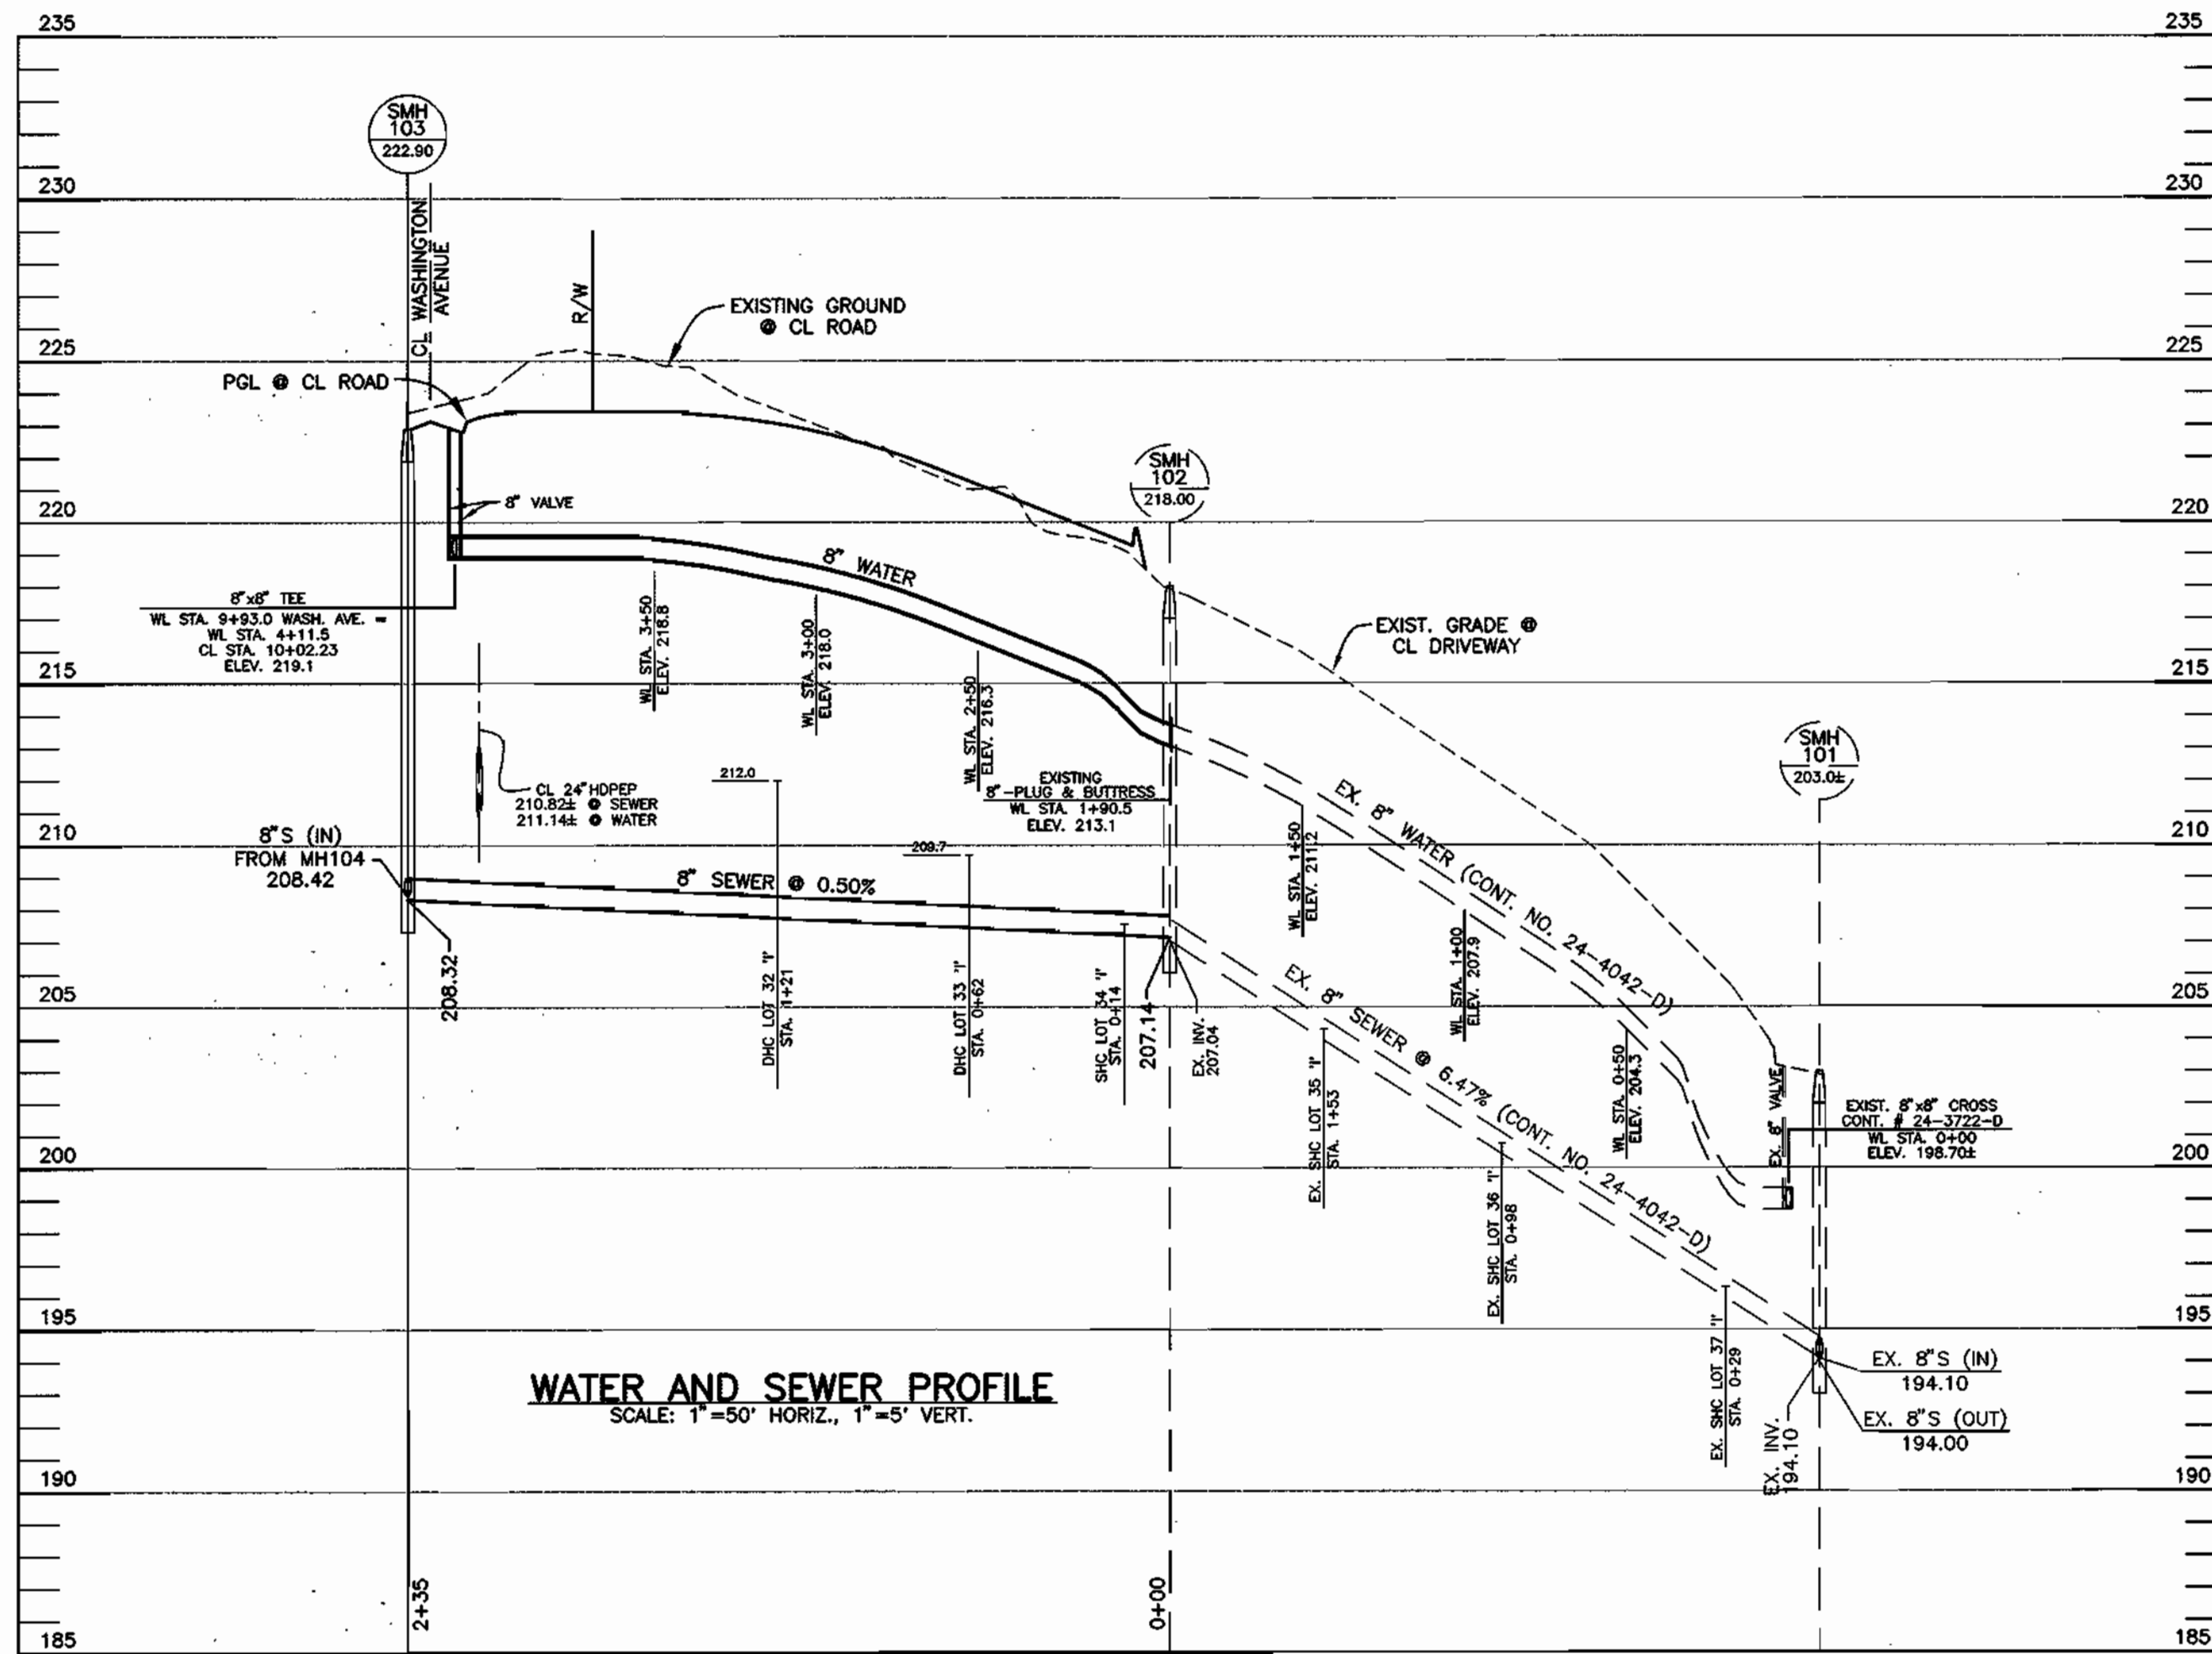 235
230
225
220
215
210
205
200
195
190
185
235
230
225
220
215
210
205
200
195
190
185
SMH
103
222.90
CL WASHINGTON
AVENUE
R/W
EXISTING GROUND
@ CL ROAD
PGL @ CL ROAD
8" VALVE
8" WATER
SMH
102
218.00
8"x8" TEE
WL STA. 9+93.0 WASH. AVE. =
WL STA. 4+11.5
CL STA. 10+02.23
ELEV. 219.1
WL STA. 3+50
ELEV. 218.8
WL STA. 3+00
ELEV. 218.0
WL STA. 2+50
ELEV. 216.3
EXIST. GRADE @
CL DRIVEWAY
SMH
101
203.0±
CL 24"HDPEP
210.82± @ SEWER
211.14± @ WATER
212.0
209.7
EXISTING
8"-PLUG & BUTTRESS
WL STA. 1+90.5
ELEV. 213.1
8"S (IN)
FROM MH104
208.42
8" SEWER @ 0.50%
208.32
DHC LOT 32 "I"
STA. 1+21
DHC LOT 33 "I"
STA. 0+62
SHC LOT 34 "I"
STA. 0+14
207.14
EX. INV.
207.04
WL STA. 1+50
ELEV. 211.2
EX. 8" WATER (CONT. NO. 24-4042-D)
WL STA. 1+00
ELEV. 207.9
WL STA. 0+50
ELEV. 204.3
EX. 8" SEWER @ 6.47% (CONT. NO. 24-4042-D)
EX. SHC LOT 35 "I"
STA. 1+53
EX. SHC LOT 36 "I"
STA. 0+98
EX. SHC LOT 37 "I"
STA. 0+29
EX. 8" VALVE
EXIST. 8"x8" CROSS
CONT. # 24-3722-D
WL STA. 0+00
ELEV. 198.70±
EX. 8"S (IN)
194.10
EX. 8"S (OUT)
194.00
EX. INV.
194.10
WATER AND SEWER PROFILE
SCALE: 1"=50' HORIZ., 1"=5' VERT.
2+35
0+00